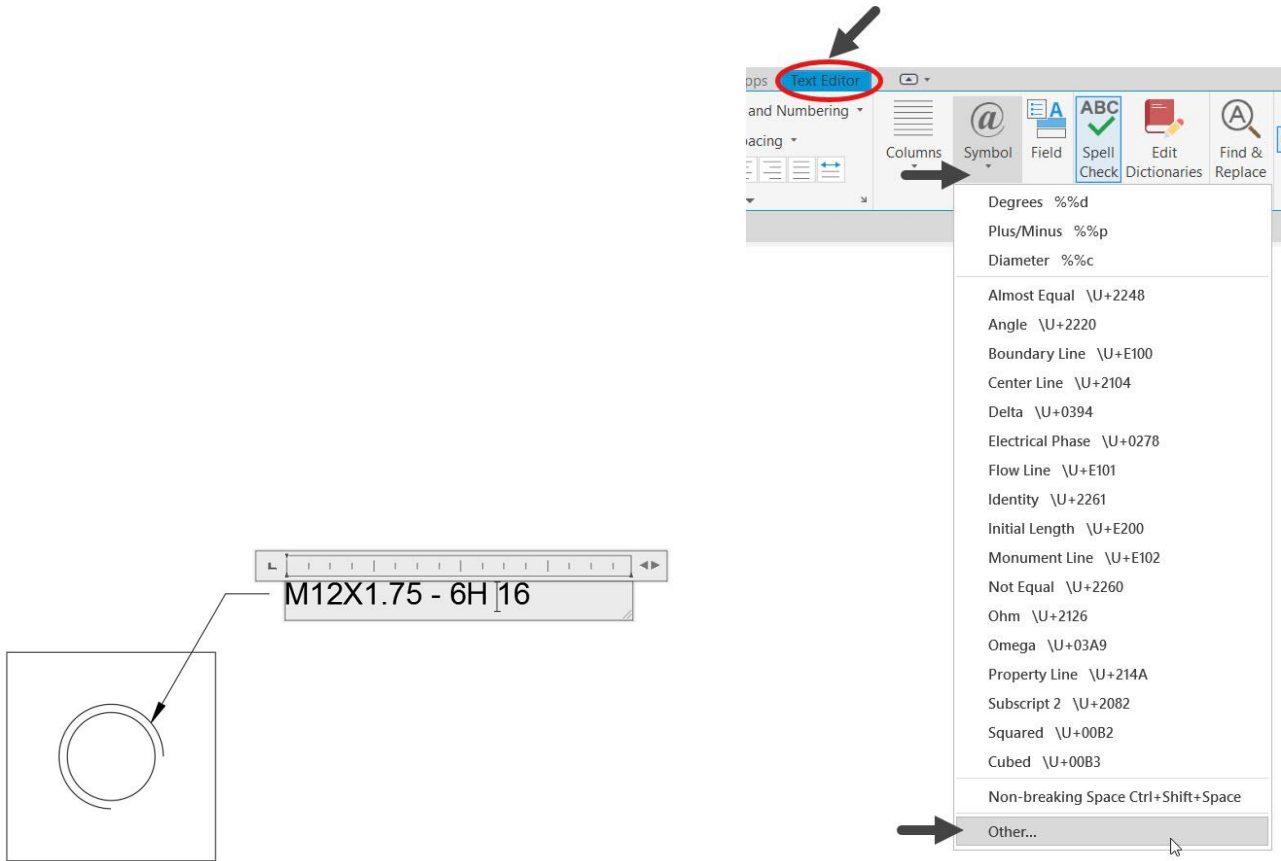 M12X1.75 - 6H 16
pps Text Editor
and Numbering
acing
Columns
Symbol
Field
ABC
Spell
Check
Edit
Dictionaries
Find &
Replace
Degrees %%d
Plus/Minus %%p
Diameter %%c
Almost Equal \U+2248
Angle \U+2220
Boundary Line \U+E100
Center Line \U+2104
Delta \U+0394
Electrical Phase \U+0278
Flow Line \U+E101
Identity \U+2261
Initial Length \U+E200
Monument Line \U+E102
Not Equal \U+2260
Ohm \U+2126
Omega \U+03A9
Property Line \U+214A
Subscript 2 \U+2082
Squared \U+00B2
Cubed \U+00B3
Non-breaking Space Ctrl+Shift+Space
Other...